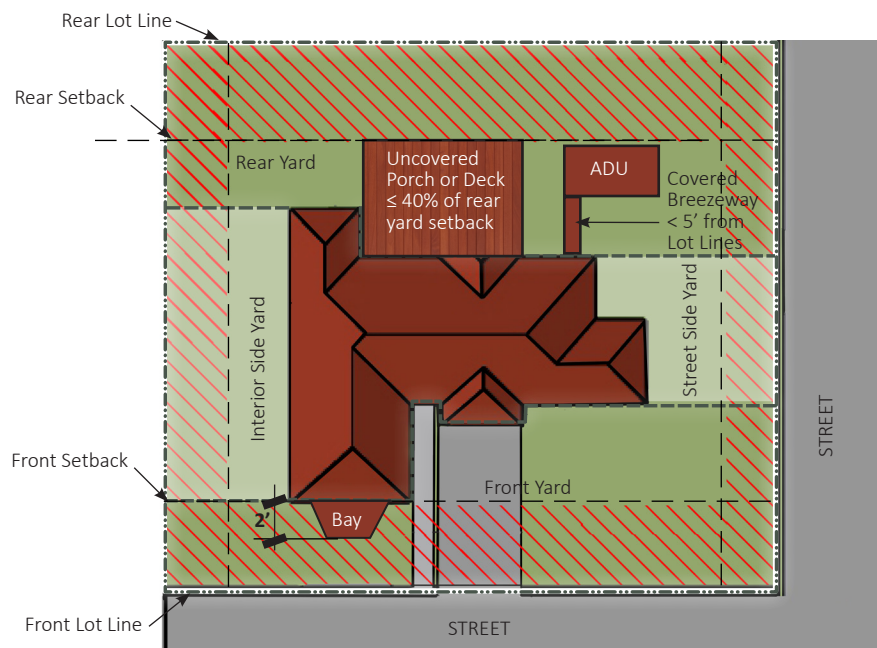 Rear Lot Line
Rear Setback
Rear Yard
Uncovered
Porch or Deck
≤ 40% of rear
yard setback
ADU
Covered
Breezeway
< 5’ from
Lot Lines
Interior Side Yard
Street Side Yard
STREET
Front Setback
Front Yard
2’
Bay
Front Lot Line
STREET